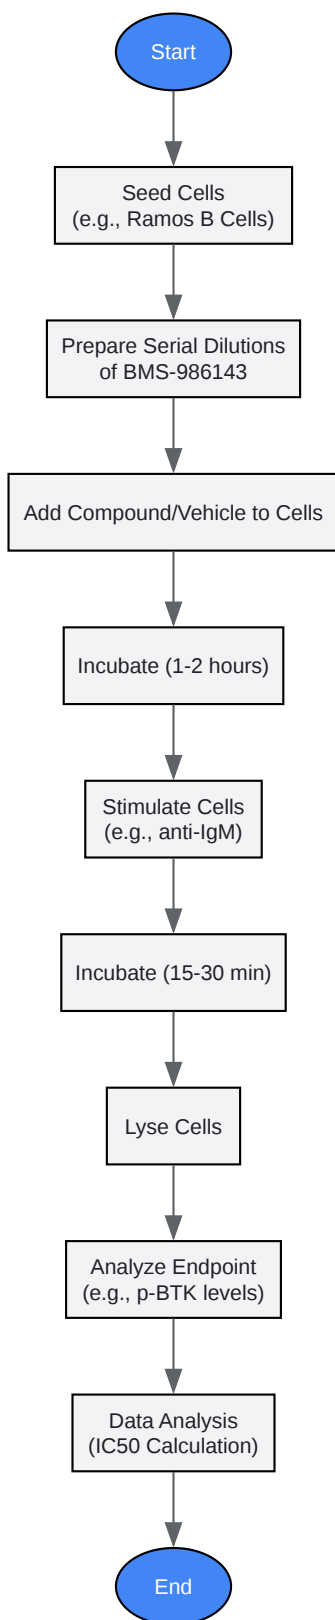 Start
Seed Cells
(e.g., Ramos B Cells)
Prepare Serial Dilutions
of BMS-986143
Add Compound/Vehicle to Cells
Incubate (1-2 hours)
Stimulate Cells
(e.g., anti-IgM)
Incubate (15-30 min)
Lyse Cells
Analyze Endpoint
(e.g., p-BTK levels)
Data Analysis
(IC50 Calculation)
End